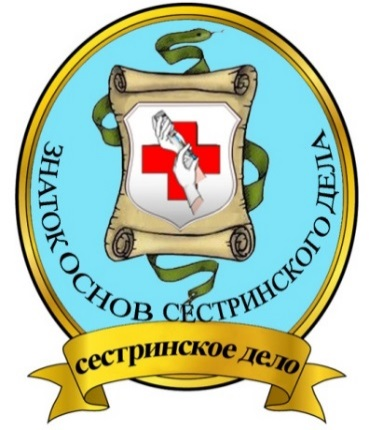 ЗНАТОК ОСНОВ СЕСТРИНСКОГО ДЕЛА
сестринское дело